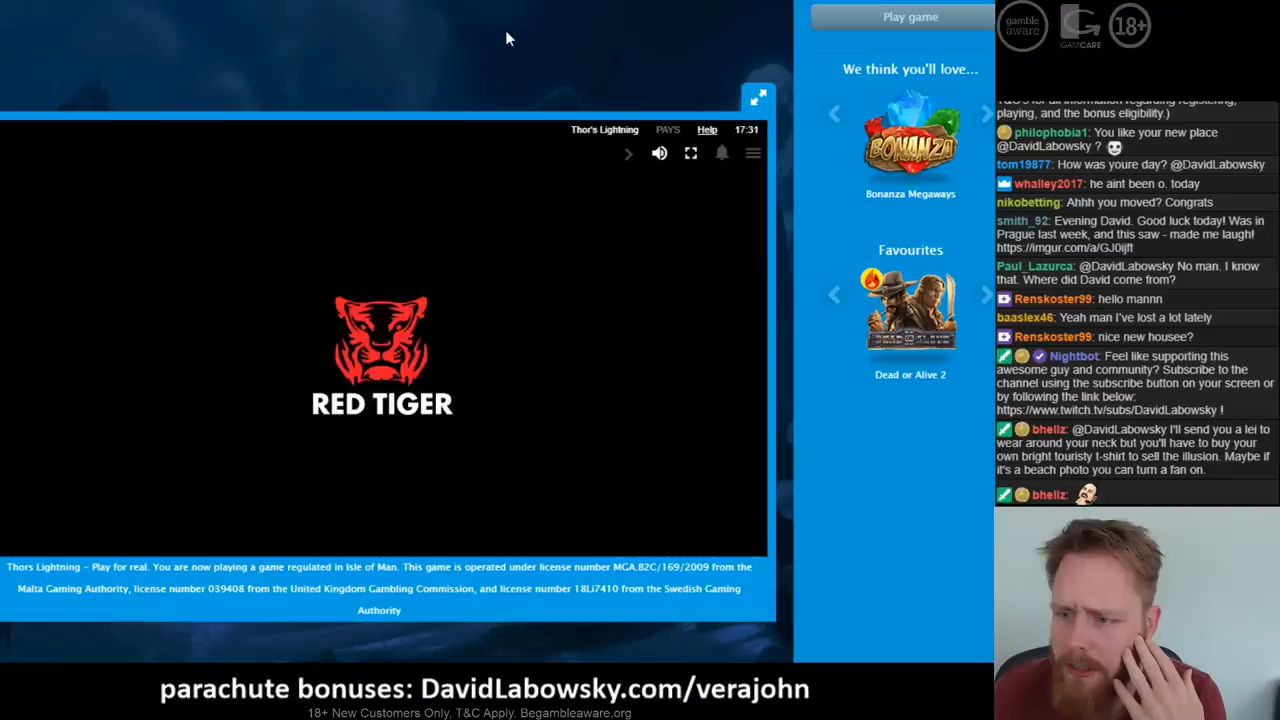 Play game
gamble aware
GAMCARE
18+
We think you'll love...
Thor's Lightning PAYS Help 17:31
BONANZA
Bonanza Megaways
Favourites
DEAD OR ALIVE
Dead or Alive 2
RED TIGER
Thors Lightning - Play for real. You are now playing a game regulated in Isle of Man. This game is operated under license number MGA.82C/169/2009 from the
Malta Gaming Authority, license number 039408 from the United Kingdom Gambling Commission, and license number 18Li7410 from the Swedish Gaming
Authority
T&C's for all information regarding registering,
playing, and the bonus eligibility.)
philophobia1: You like your new place
@DavidLabowsky ?
tom19877: How was youre day? @DavidLabowsky
whalley2017: he aint been o. today
nikobetting: Ahhh you moved? Congrats
smith_92: Evening David. Good luck today! Was in
Prague last week, and this saw - made me laugh!
https://imgur.com/a/GJ0ijft
Paul_Lazurca: @DavidLabowsky No man. I know
that. Where did David come from?
Renskoster99: hello mannn
baaslex46: Yeah man I've lost a lot lately
Renskoster99: nice new housee?
Nightbot: Feel like supporting this
awesome guy and community? Subscribe to the
channel using the subscribe button on your screen or
by following the link below:
https://www.twitch.tv/subs/DavidLabowsky !
bhellz: @DavidLabowsky I'll send you a lei to
wear around your neck but you'll have to buy your
own bright touristy t-shirt to sell the illusion. Maybe if
it's a beach photo you can turn a fan on.
bhellz:
parachute bonuses: DavidLabowsky.com/verajohn
18+ New Customers Only, T&C Apply. Begambleaware.org